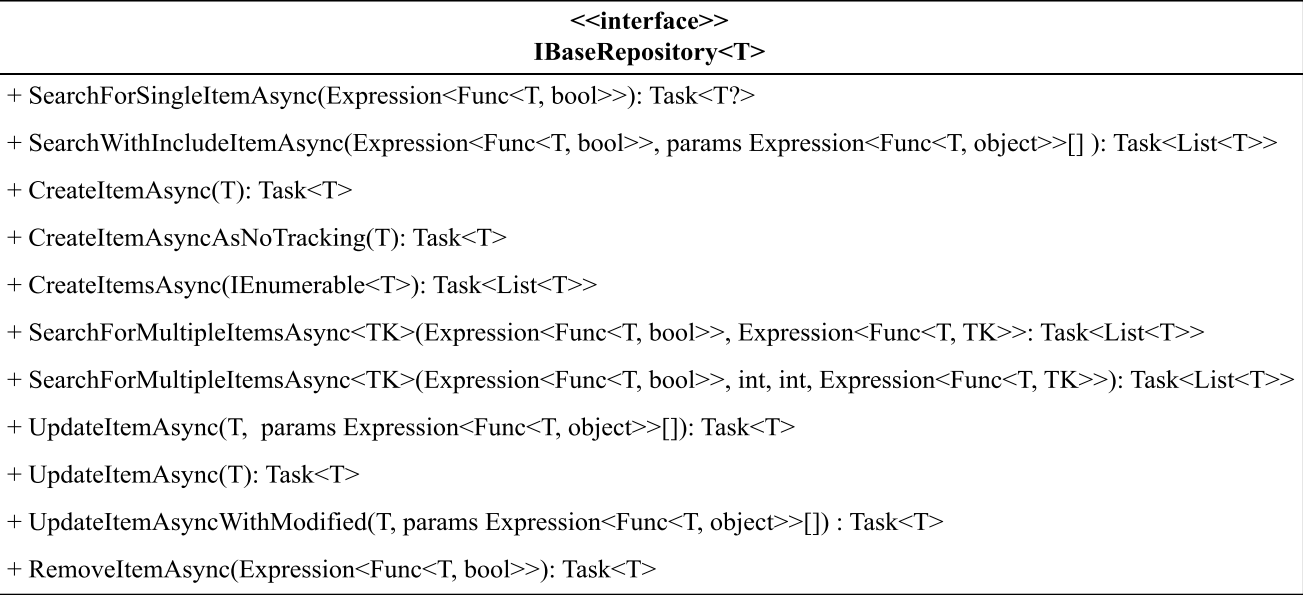 <<interface>>
IBaseRepository<T>
+ SearchForSingleItemAsync(Expression<Func<T, bool>>): Task<T?>
+ SearchWithIncludeItemAsync(Expression<Func<T, bool>>, params Expression<Func<T, object>>[] ): Task<List<T>>
+ CreateItemAsync(T): Task<T>
+ CreateItemAsyncAsNoTracking(T): Task<T>
+ CreateItemsAsync(IEnumerable<T>): Task<List<T>>
+ SearchForMultipleItemsAsync<TK>(Expression<Func<T, bool>>, Expression<Func<T, TK>>: Task<List<T>>
+ SearchForMultipleItemsAsync<TK>(Expression<Func<T, bool>>, int, int, Expression<Func<T, TK>>): Task<List<T>>
+ UpdateItemAsync(T,  params Expression<Func<T, object>>[]): Task<T>
+ UpdateItemAsync(T): Task<T>
+ UpdateItemAsyncWithModified(T, params Expression<Func<T, object>>[]) : Task<T>
+ RemoveItemAsync(Expression<Func<T, bool>>): Task<T>